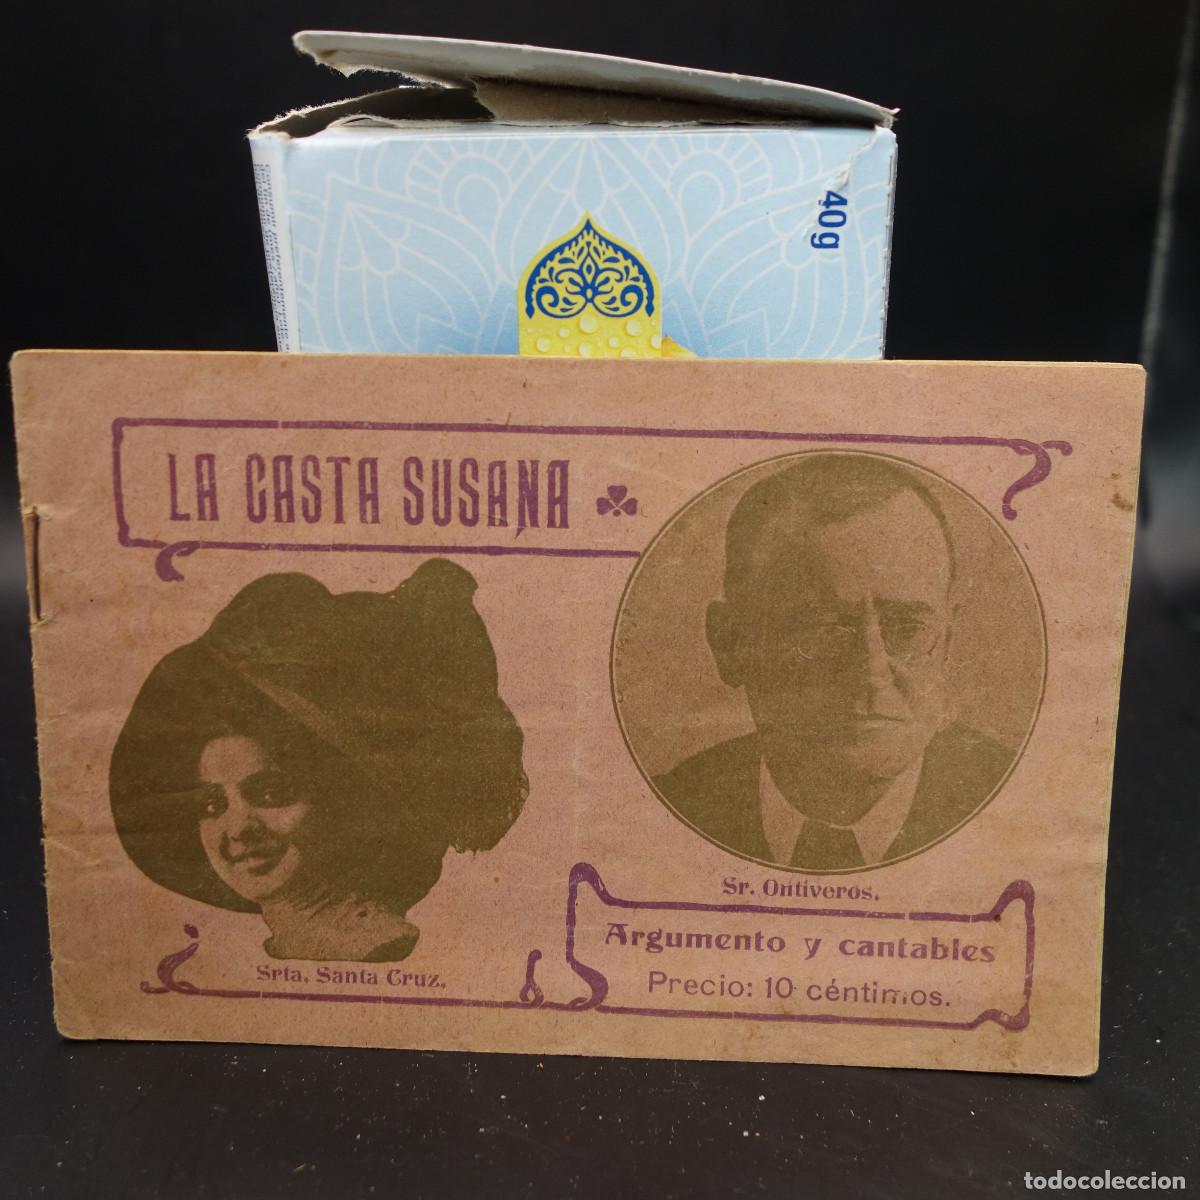 40g
LA CASTA SUSANA
Sr. Ontiveros.
Srta. Santa Cruz.
Argumento y cantables
Precio: 10 céntimos.
todocoleccion